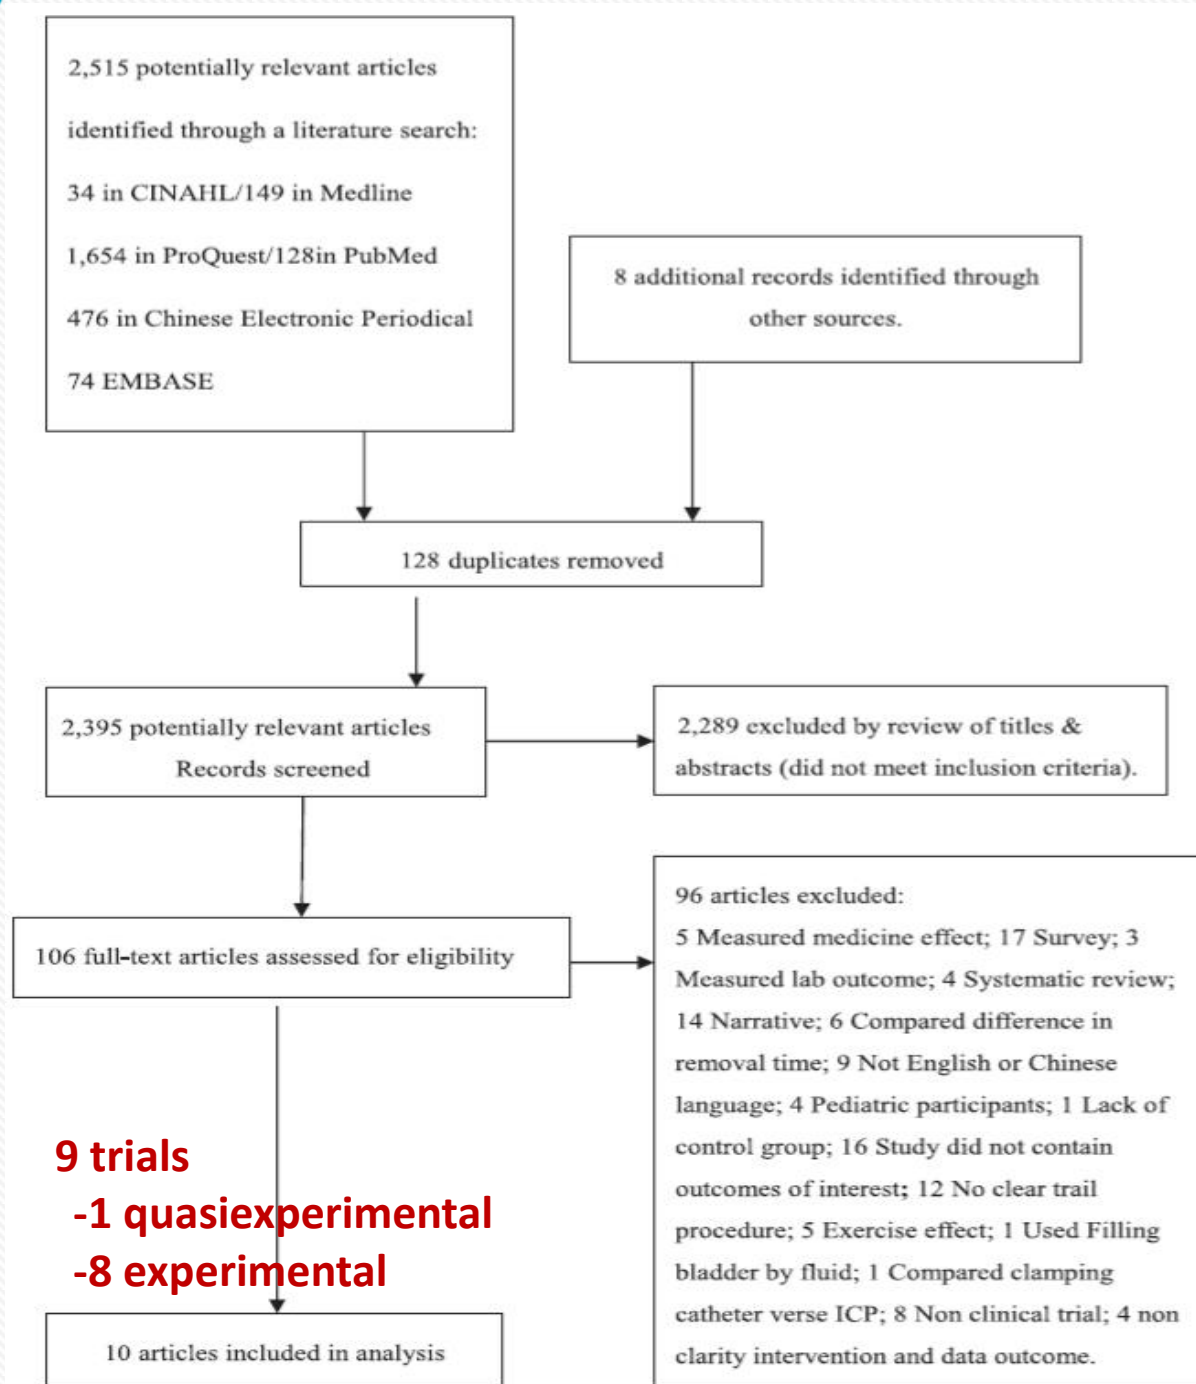 2,515 potentially relevant articles
identified through a literature search:
34 in CINAHL/149 in Medline
1,654 in ProQuest/128in PubMed
476 in Chinese Electronic Periodical
74 EMBASE
8 additional records identified through
other sources.
128 duplicates removed
2,395 potentially relevant articles
Records screened
2,289 excluded by review of titles &
abstracts (did not meet inclusion criteria).
106 full-text articles assessed for eligibility
96 articles excluded:
5 Measured medicine effect; 17 Survey; 3
Measured lab outcome; 4 Systematic review;
14 Narrative; 6 Compared difference in
removal time; 9 Not English or Chinese
language; 4 Pediatric participants; 1 Lack of
control group; 16 Study did not contain
outcomes of interest; 12 No clear trail
procedure; 5 Exercise effect; 1 Used Filling
bladder by fluid; 1 Compared clamping
catheter verse ICP; 8 Non clinical trial; 4 non
clarity intervention and data outcome.
9 trials
-1 quasiexperimental
-8 experimental
10 articles included in analysis